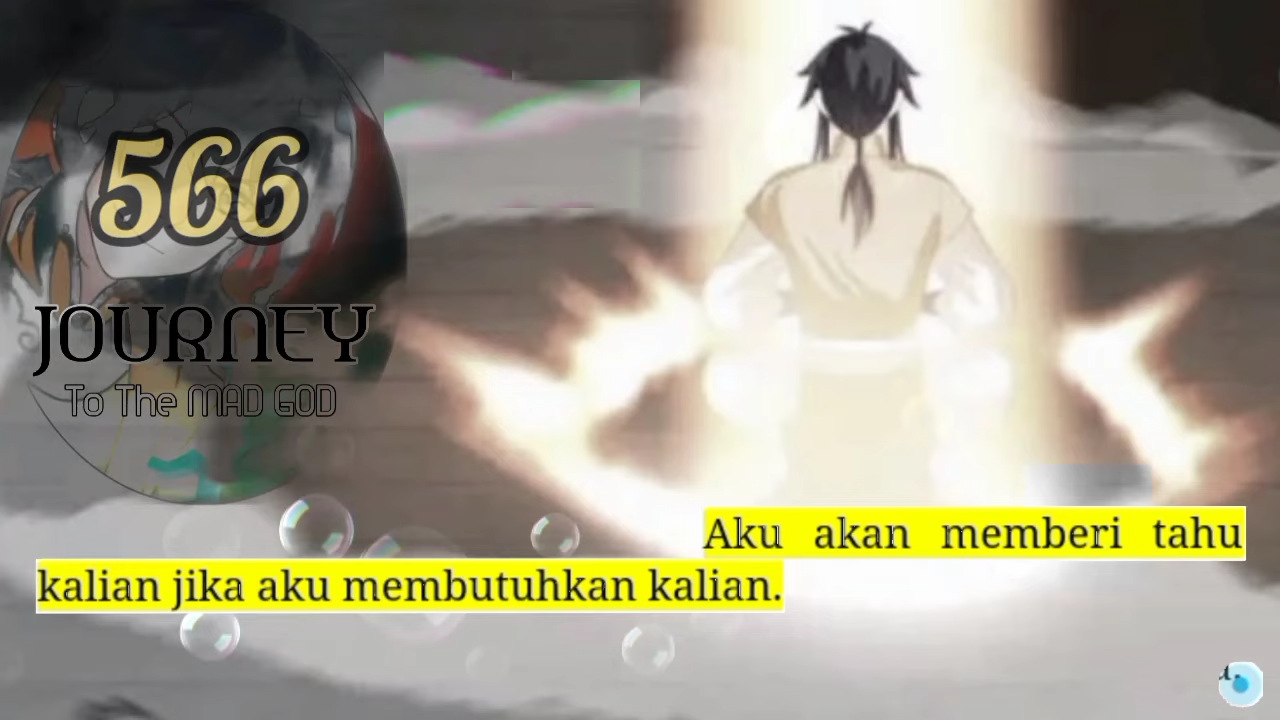 566
JOURNEY
To The MAD GOD
Aku akan memberi tahu
kalian jika aku membutuhkan kalian.